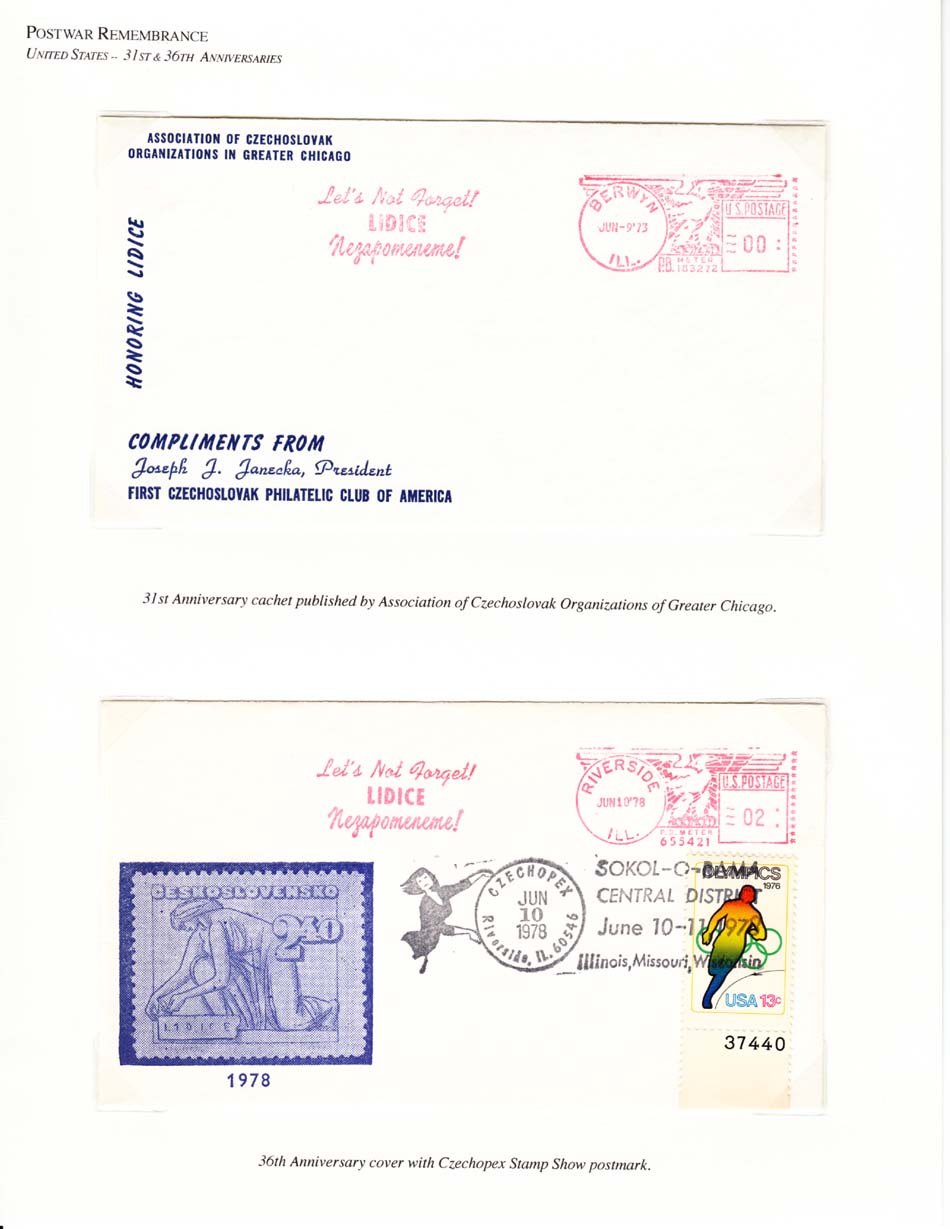 POSTWAR REMEMBRANCE
UNITED STATES -- 31ST & 36TH ANNIVERSARIES
ASSOCIATION OF CZECHOSLOVAK
ORGANIZATIONS IN GREATER CHICAGO
HONORING LIDICE
Let's Not Forget!
LIDICE
Nezapomeneme!
BERWYN
JUN-9'73
ILL.
U.S. POSTAGE
00
P.B. METER
183272
COMPLIMENTS FROM
Joseph J. Janecka, President
FIRST CZECHOSLOVAK PHILATELIC CLUB OF AMERICA
31st Anniversary cachet published by Association of Czechoslovak Organizations of Greater Chicago.
Let's Not Forget!
LIDICE
Nezapomeneme!
RIVERSIDE
JUN10'78
ILL.
U.S. POSTAGE
02
P.B. METER
655421
ČESKOSLOVENSKO
240
LIDICE
1978
CZECHOPEX
JUN
10
1978
Riverside, IL. 60546
SOKOL-O-RAMA
CENTRAL DISTRICT
June 10-11, 1978
Illinois, Missouri, Wisconsin
OLYMPICS
1976
USA 13c
37440
36th Anniversary cover with Czechopex Stamp Show postmark.